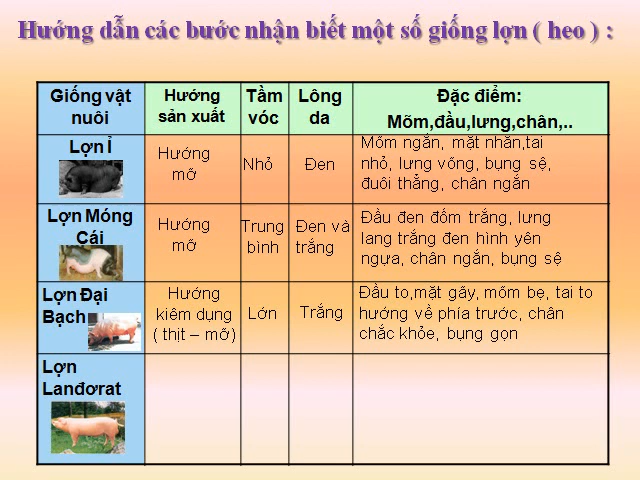 Hướng dẫn các bước nhận biết một số giống lợn ( heo ) :
Giống vật
nuôi
Hướng
sản xuất
Tầm
vóc
Lông
da
Đặc điểm:
Mõm,đầu,lưng,chân,..
Lợn Ỉ
Hướng
mỡ
Nhỏ
Đen
Mõm ngắn, mặt nhăn,tai
nhỏ, lưng võng, bụng sệ,
đuôi thẳng, chân ngắn
Lợn Móng
Cái
Hướng
mỡ
Trung
bình
Đen và
trắng
Đầu đen đốm trắng, lưng
lang trắng đen hình yên
ngựa, chân ngắn, bụng sệ
Lợn Đại
Bạch
Hướng
kiêm dụng
( thịt – mỡ)
Lớn
Trắng
Đầu to,mặt gãy, mõm bẹ, tai to
hướng về phía trước, chân
chắc khỏe, bụng gọn
Lợn
Lanđơrat